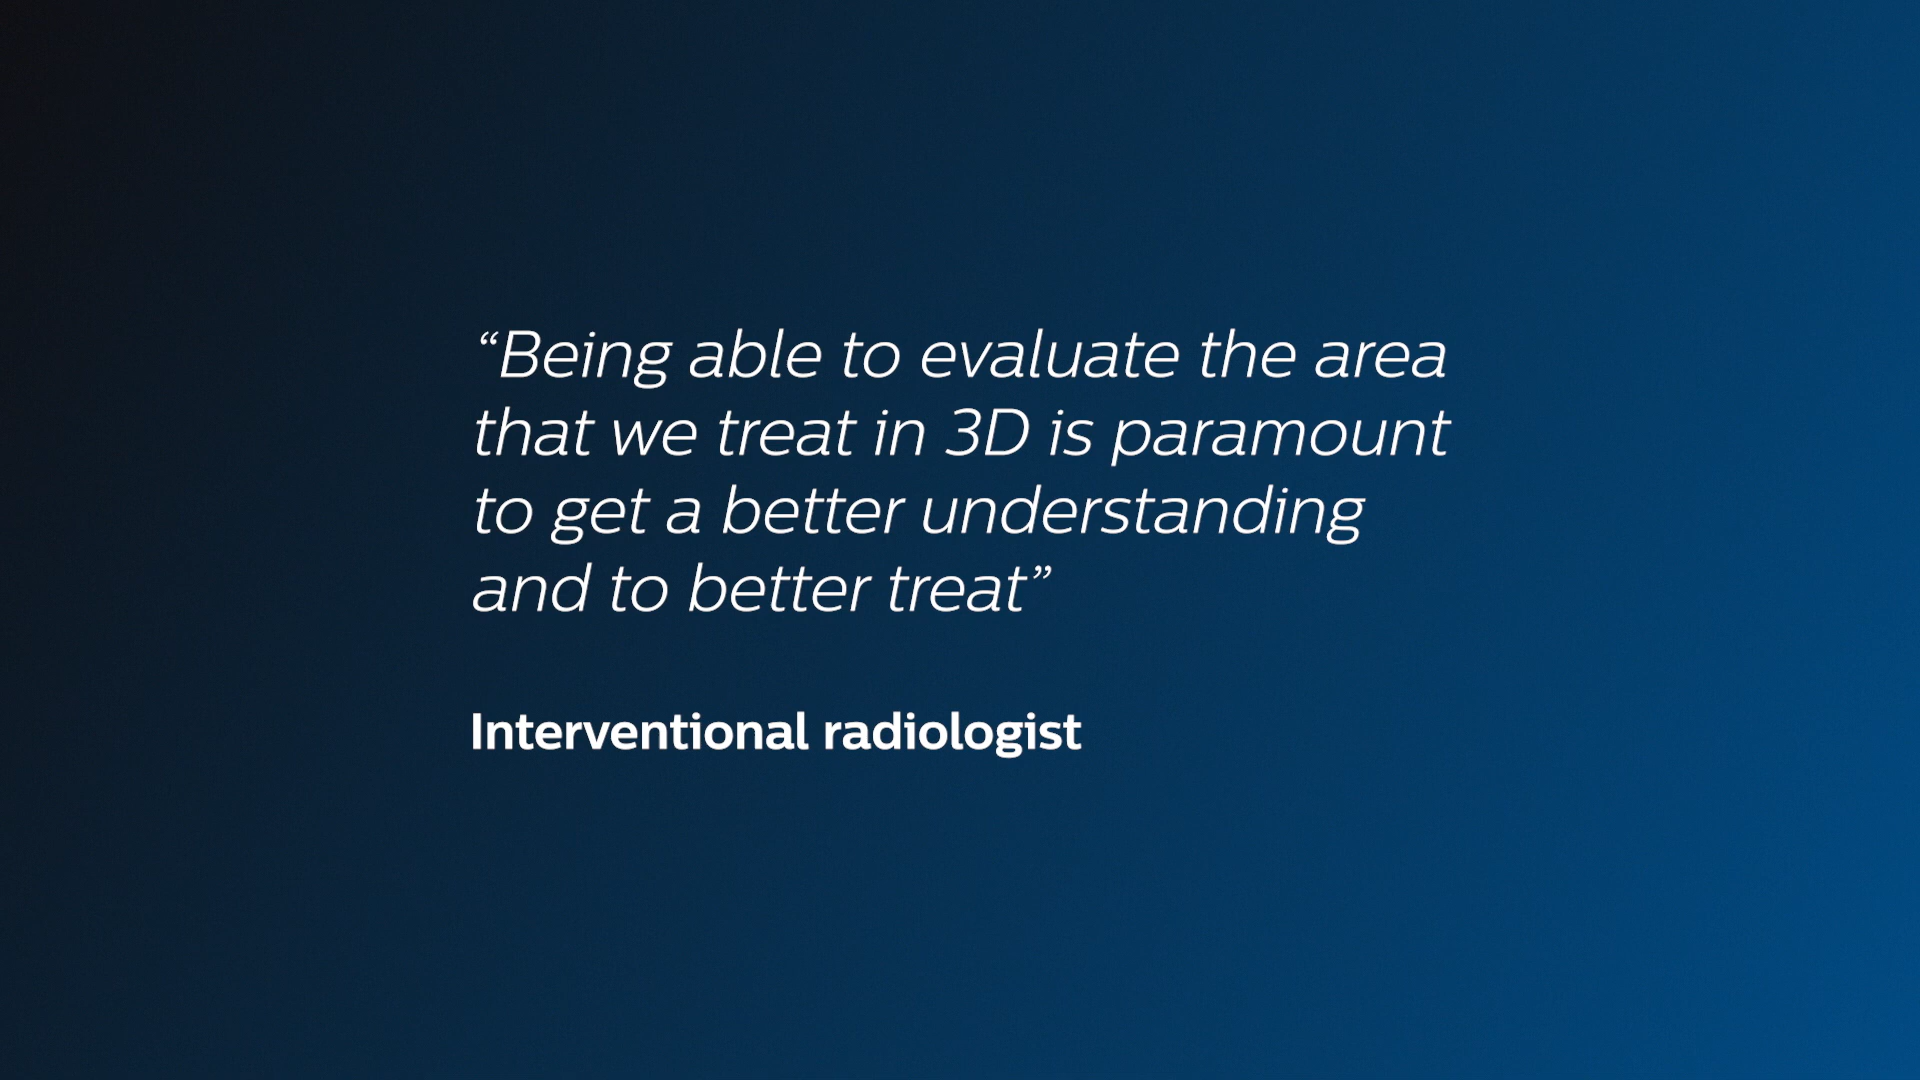 “Being able to evaluate the area
that we treat in 3D is paramount
to get a better understanding
and to better treat”
Interventional radiologist